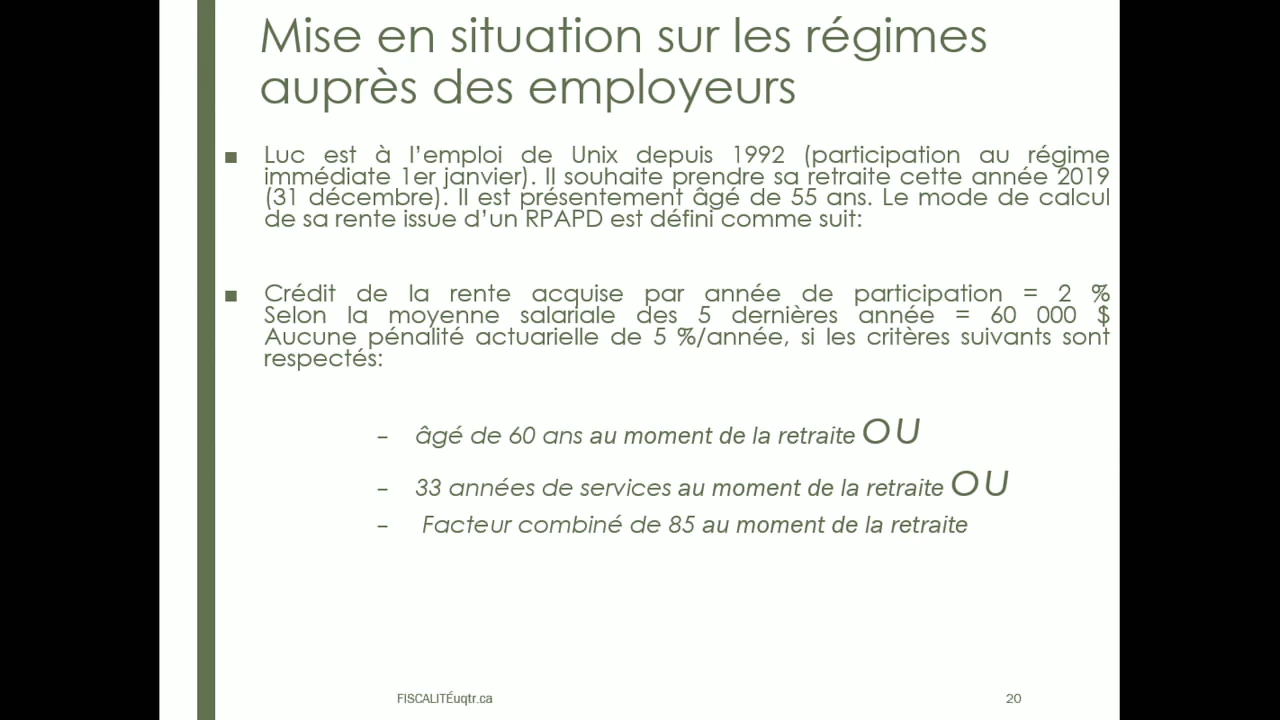 Mise en situation sur les régimes
auprès des employeurs
■ Luc est à l’emploi de Unix depuis 1992 (participation au régime
immédiate 1er janvier). Il souhaite prendre sa retraite cette année 2019
(31 décembre). Il est présentement âgé de 55 ans. Le mode de calcul
de sa rente issue d’un RPAPD est défini comme suit:
■ Crédit de la rente acquise par année de participation = 2 %
Selon la moyenne salariale des 5 dernières année = 60 000 $
Aucune pénalité actuarielle de 5 %/année, si les critères suivants sont
respectés:
– âgé de 60 ans au moment de la retraite OU
– 33 années de services au moment de la retraite OU
– Facteur combiné de 85 au moment de la retraite
FISCALITÉuqtr.ca 20